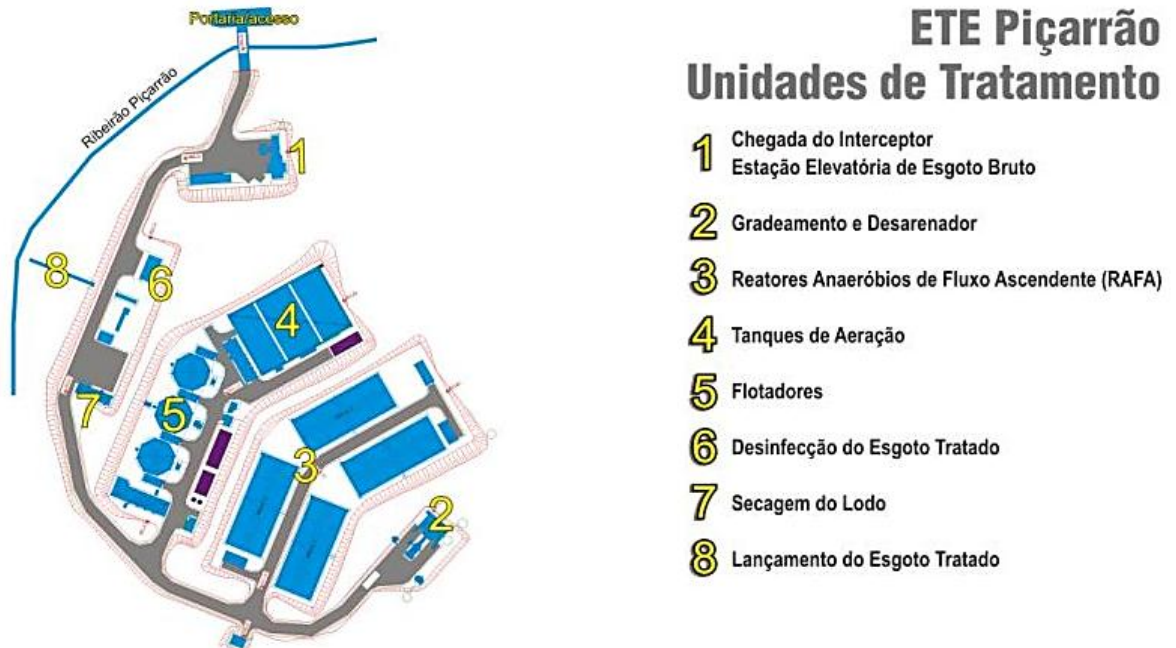 Portaria/acesso
Ribeirão Piçarrão
1
2
3
4
5
6
7
8
ETE Piçarrão
Unidades de Tratamento
1 Chegada do Interceptor
Estação Elevatória de Esgoto Bruto
2 Gradeamento e Desarenador
3 Reatores Anaeróbios de Fluxo Ascendente (RAFA)
4 Tanques de Aeração
5 Flotadores
6 Desinfecção do Esgoto Tratado
7 Secagem do Lodo
8 Lançamento do Esgoto Tratado